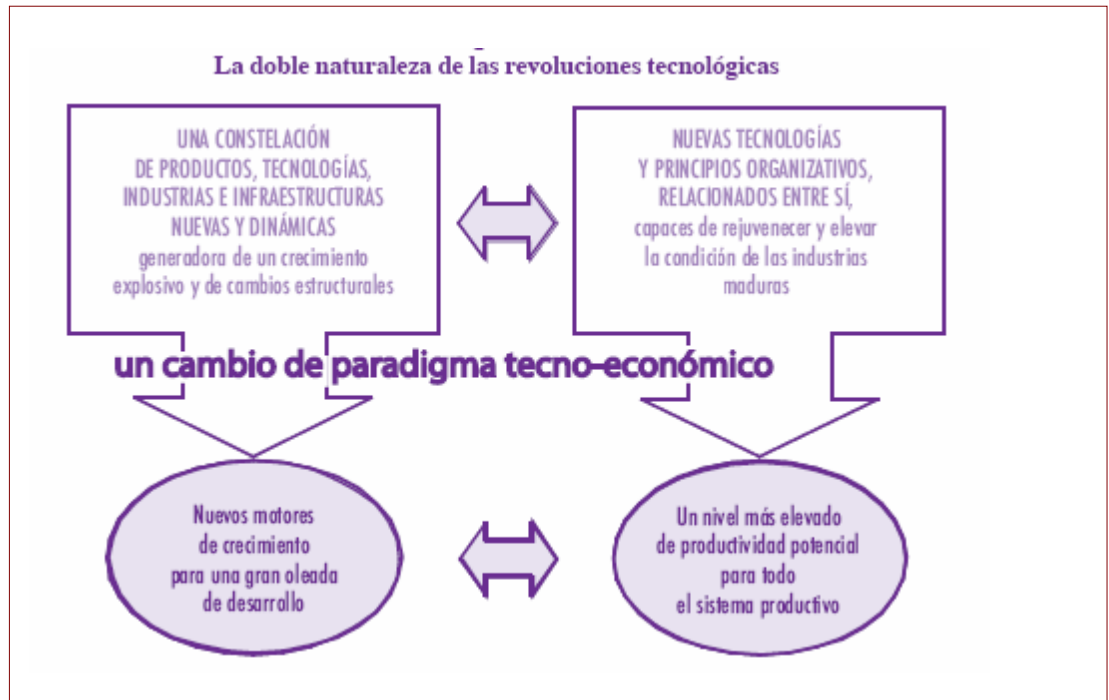 La doble naturaleza de las revoluciones tecnológicas
UNA CONSTELACIÓN
DE PRODUCTOS, TECNOLOGÍAS,
INDUSTRIAS E INFRAESTRUCTURAS
NUEVAS Y DINÁMICAS
generadora de un crecimiento
explosivo y de cambios estructurales
NUEVAS TECNOLOGÍAS
Y PRINCIPIOS ORGANIZATIVOS,
RELACIONADOS ENTRE SÍ,
capaces de rejuvenecer y elevar
la condición de las industrias
maduras
un cambio de paradigma tecno-económico
Nuevos motores
de crecimiento
para una gran oleada
de desarrollo
Un nivel más elevado
de productividad potencial
para todo
el sistema productivo